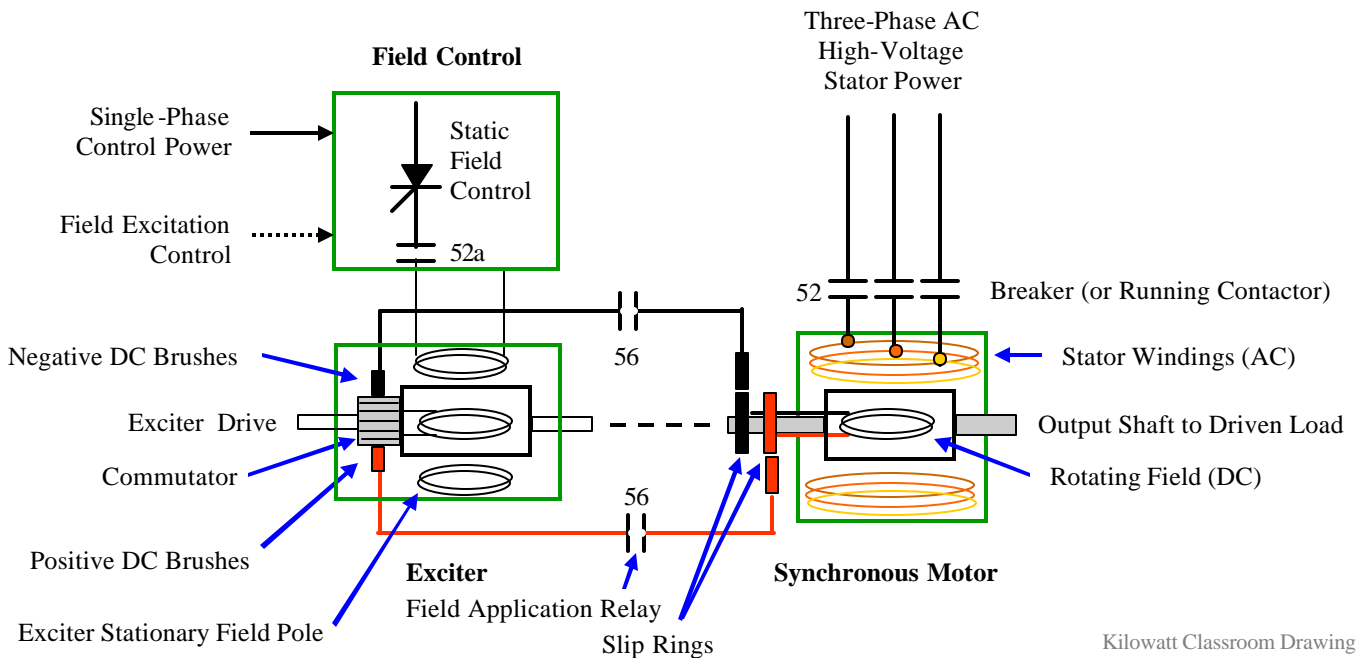 Three-Phase AC
High-Voltage
Stator Power
Field Control
Single-Phase
Control Power
Static
Field
Control
Field Excitation
Control
52a
52
Breaker (or Running Contactor)
56
Negative DC Brushes
Stator Windings (AC)
Exciter Drive
Output Shaft to Driven Load
Commutator
Rotating Field (DC)
56
Positive DC Brushes
Exciter
Synchronous Motor
Field Application Relay
Exciter Stationary Field Pole
Slip Rings
Kilowatt Classroom Drawing